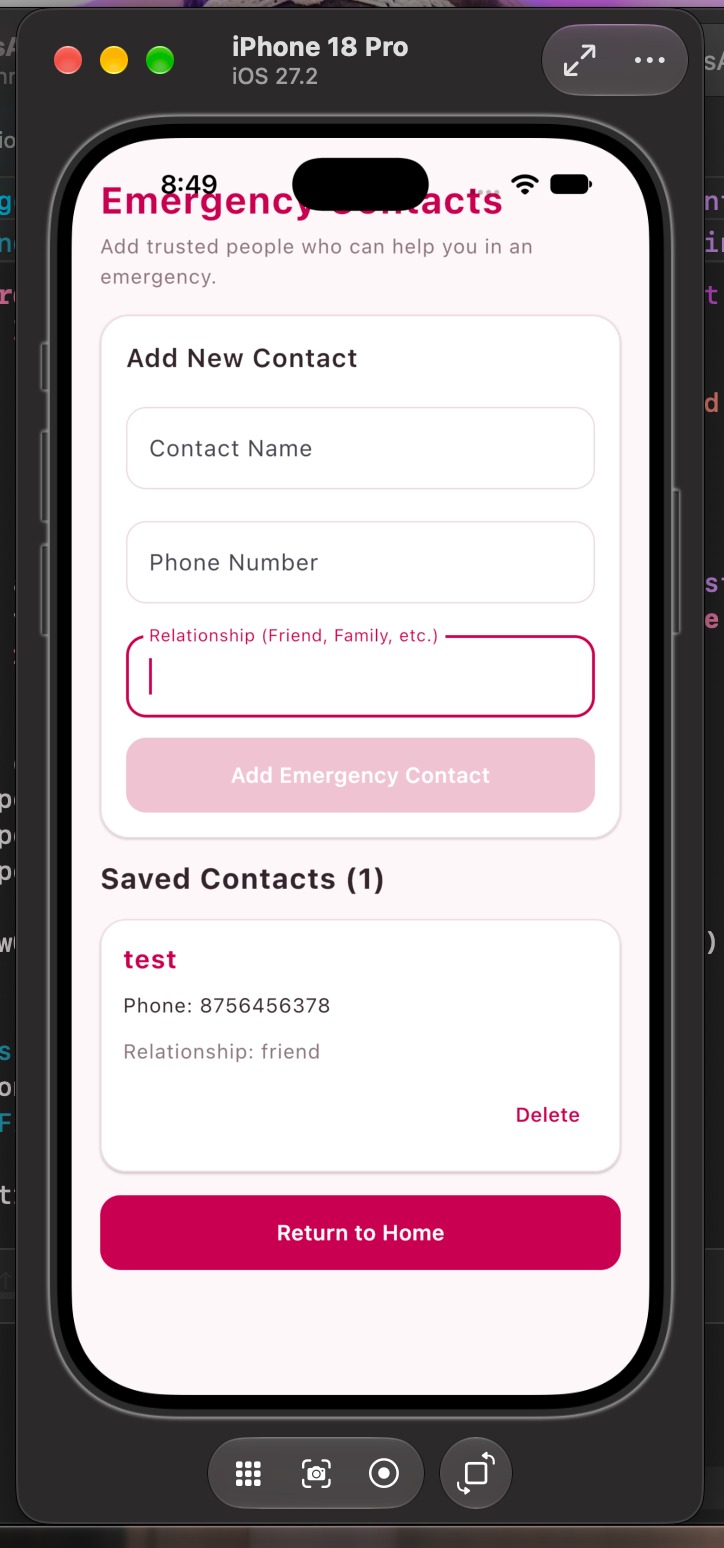 iPhone 18 Pro
iOS 27.2
8:49
Emergency Contacts
Add trusted people who can help you in an
emergency.
Add New Contact
Contact Name
Phone Number
Relationship (Friend, Family, etc.)
Add Emergency Contact
Saved Contacts (1)
test
Phone: 8756456378
Relationship: friend
Delete
Return to Home